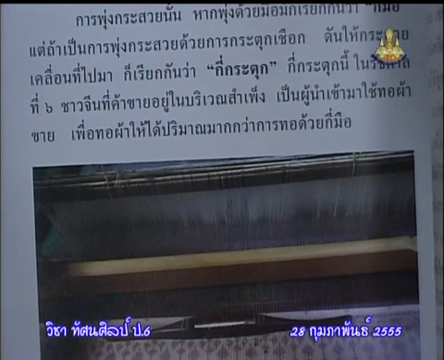 การพุ่งกระสวยนั้น หากพุ่งด้วยมือมักเรียกกันว่า "กี่มือ"
แต่ถ้าเป็นการพุ่งกระสวยด้วยการกระตุกเชือก ดันให้กระสวย
เคลื่อนที่ไปมา ก็เรียกกันว่า "กี่กระตุก" กี่กระตุกนี้ ในรัชกาล
ที่ ๖ ชาวจีนที่ค้าขายอยู่ในบริเวณสำเพ็ง เป็นผู้นำเข้ามาใช้ทอผ้า
ขาย เพื่อทอผ้าให้ได้ปริมาณมากกว่าการทอด้วยกี่มือ
วิชา ทัศนศิลป์ ป.6
28 กุมภาพันธ์ 2555